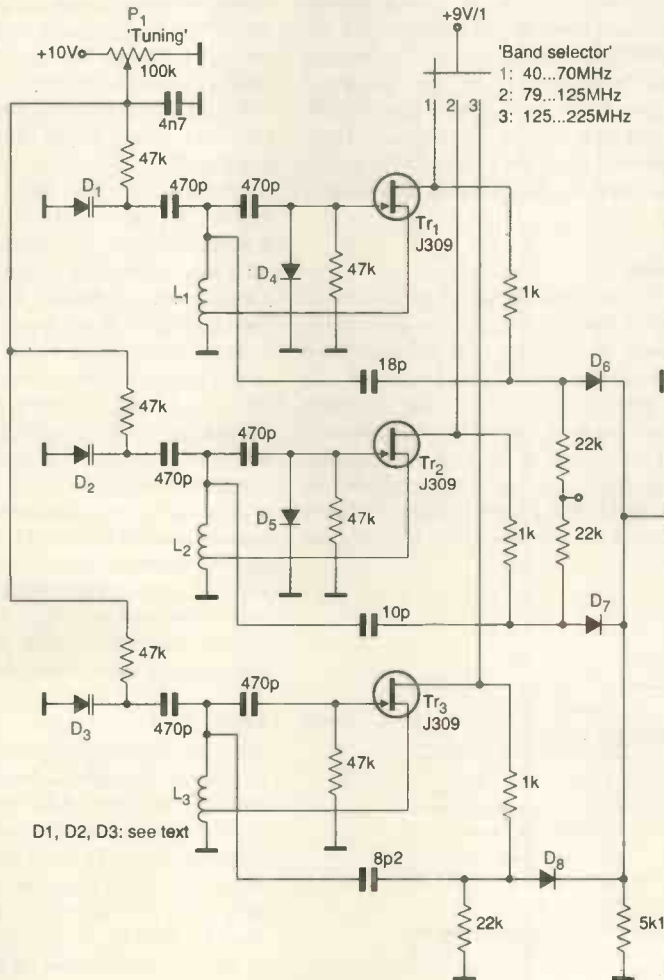 P1
'Tuning'
+10V
100k
+9V/1
'Band selector'
1: 40...70MHz
2: 79...125MHz
3: 125...225MHz
1 2 3
4n7
47k
D1
470p
470p
Tr1
J309
D4
47k
L1
1k
18p
D6
47k
470p
Tr2
J309
22k
D2
470p
D5
47k
1k
22k
L2
10p
D7
47k
470p
Tr3
J309
D3
470p
47k
1k
L3
D1, D2, D3: see text
8p2
D8
22k
5k1